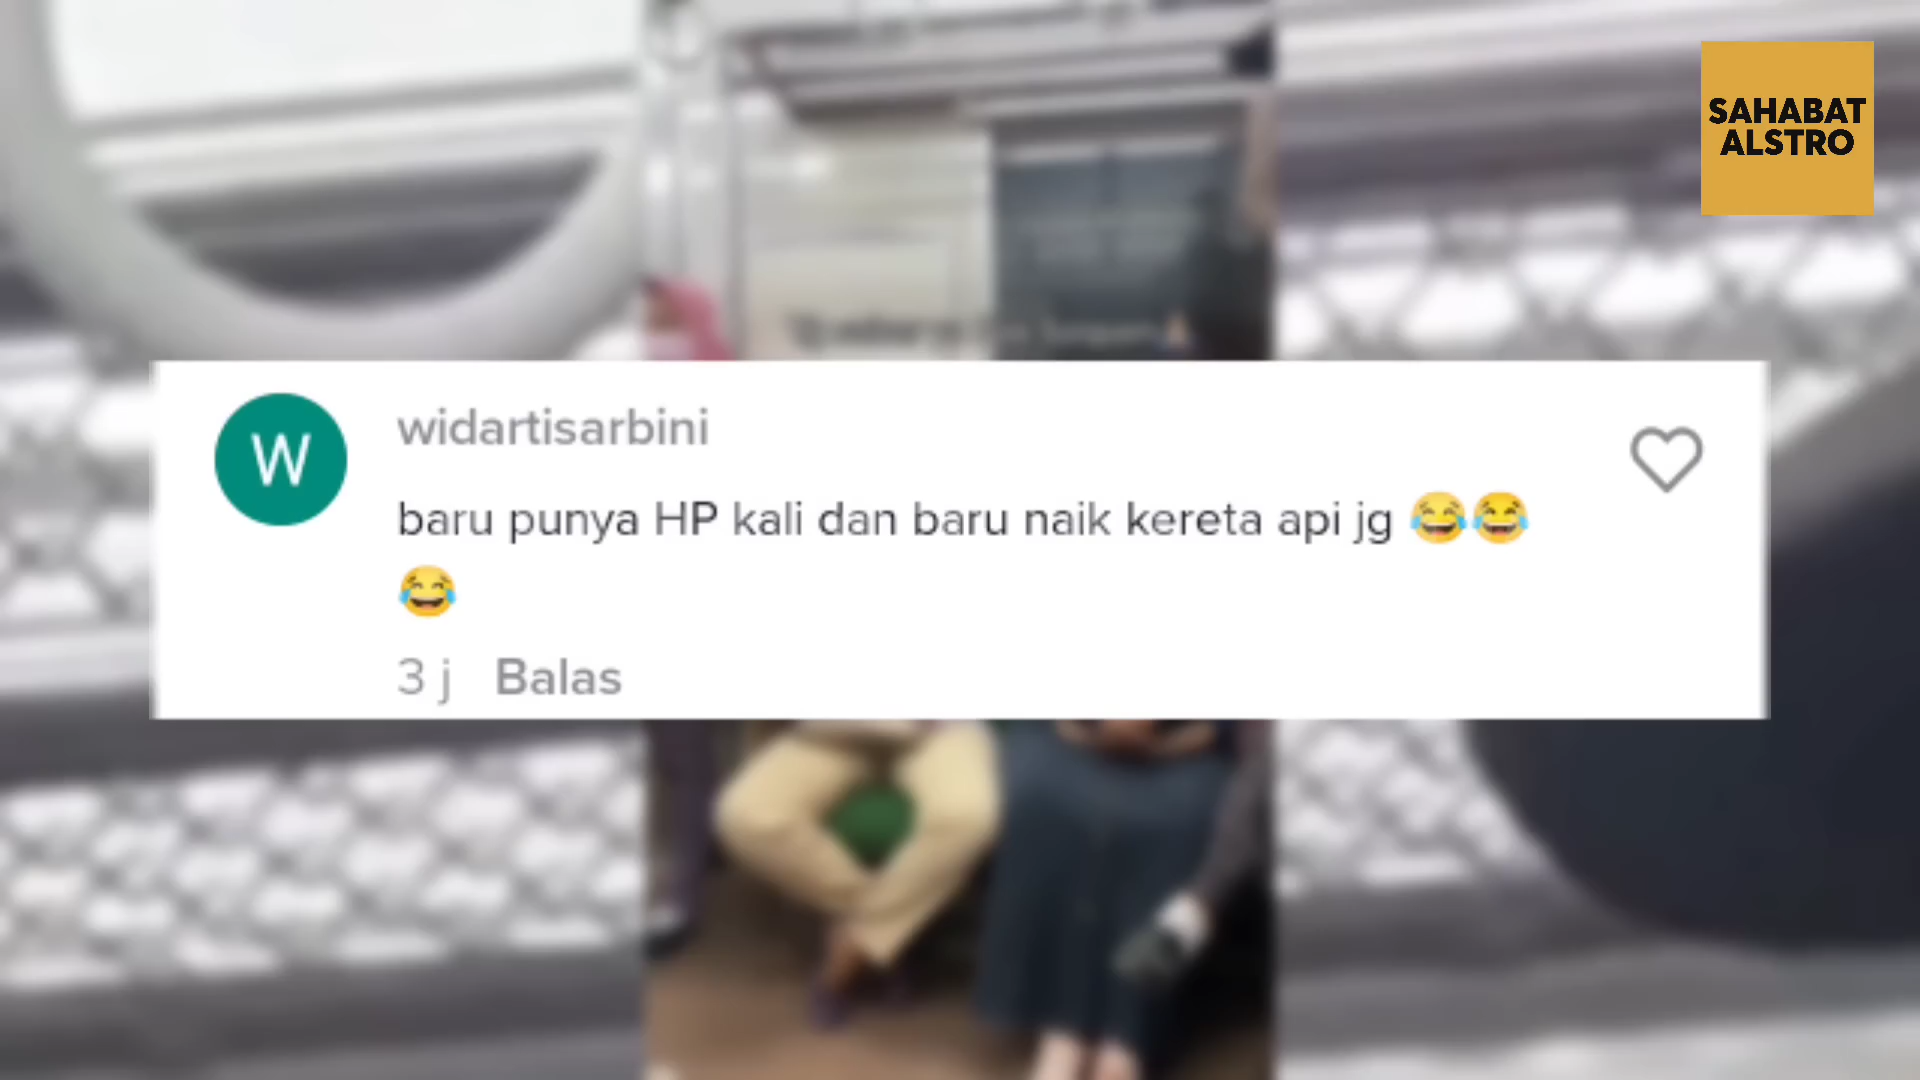 SAHABAT
ALSTRO
widartisarbini
baru punya HP kali dan baru naik kereta api jg 😂😂
😂
3 j Balas